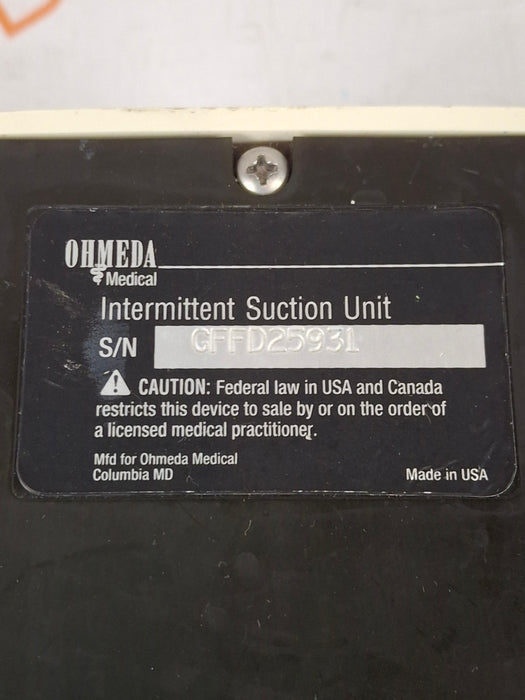 OHMEDA
Medical
Intermittent Suction Unit
S/N GFFD25931
CAUTION: Federal law in USA and Canada
restricts this device to sale by or on the order of
a licensed medical practitioner.
Mfd for Ohmeda Medical
Columbia MD
Made in USA